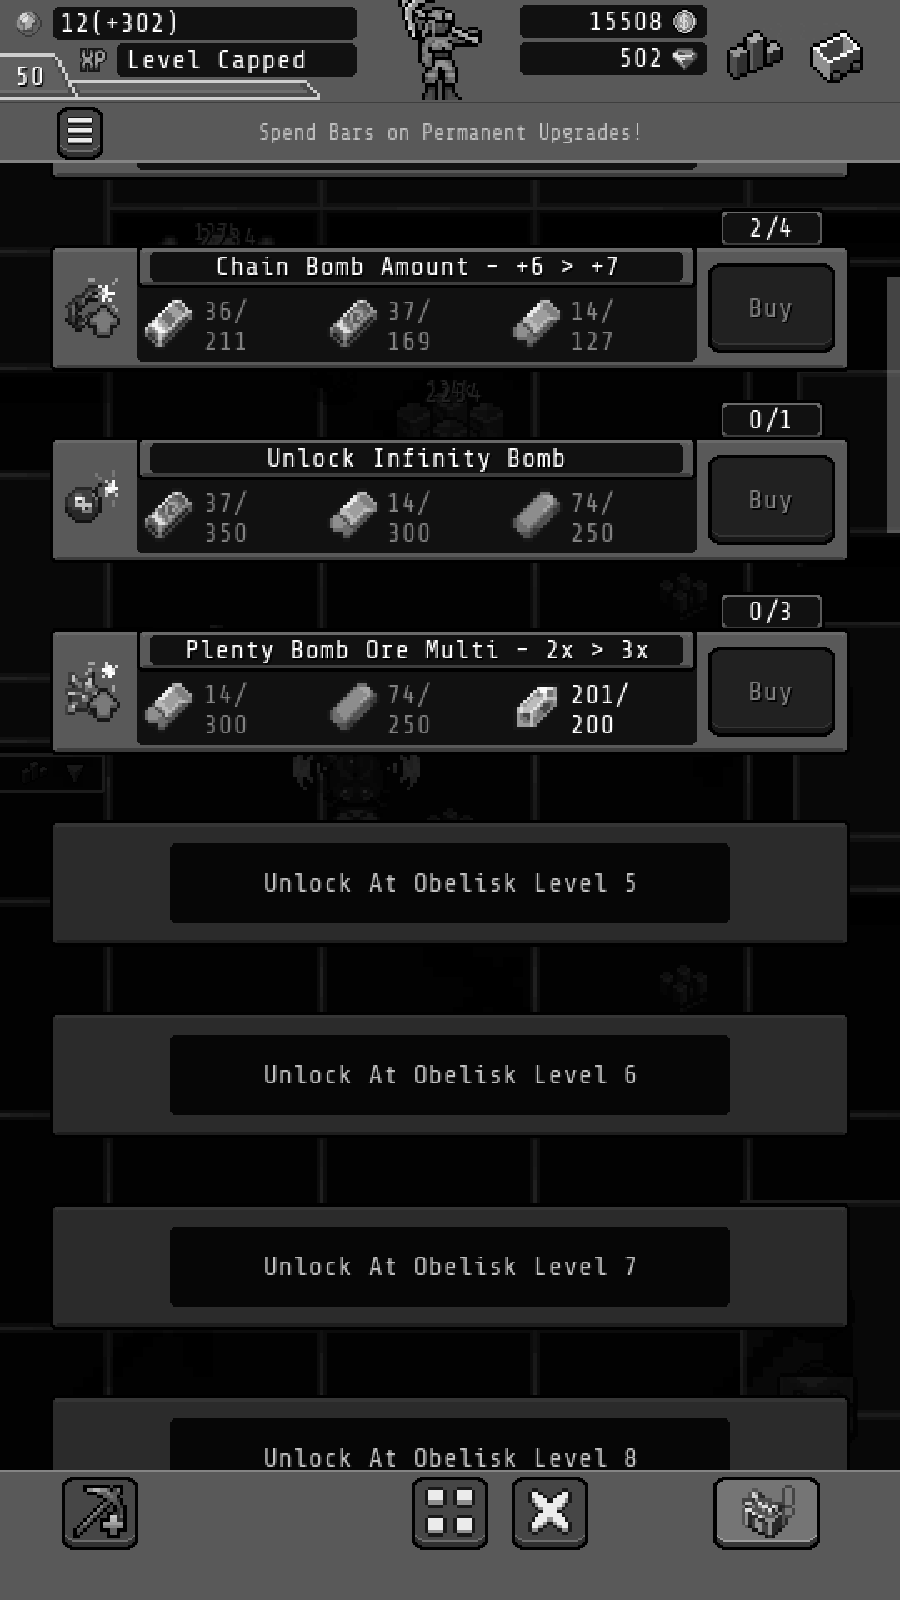 12(+302)
15508
XP
Level Capped
502
50
Spend Bars on Permanent Upgrades!
2/4
Chain Bomb Amount - +6 > +7
36/
211
37/
169
14/
127
Buy
0/1
Unlock Infinity Bomb
37/
350
14/
300
74/
250
Buy
0/3
Plenty Bomb Ore Multi - 2x > 3x
14/
300
74/
250
201/
200
Buy
Unlock At Obelisk Level 5
Unlock At Obelisk Level 6
Unlock At Obelisk Level 7
Unlock At Obelisk Level 8